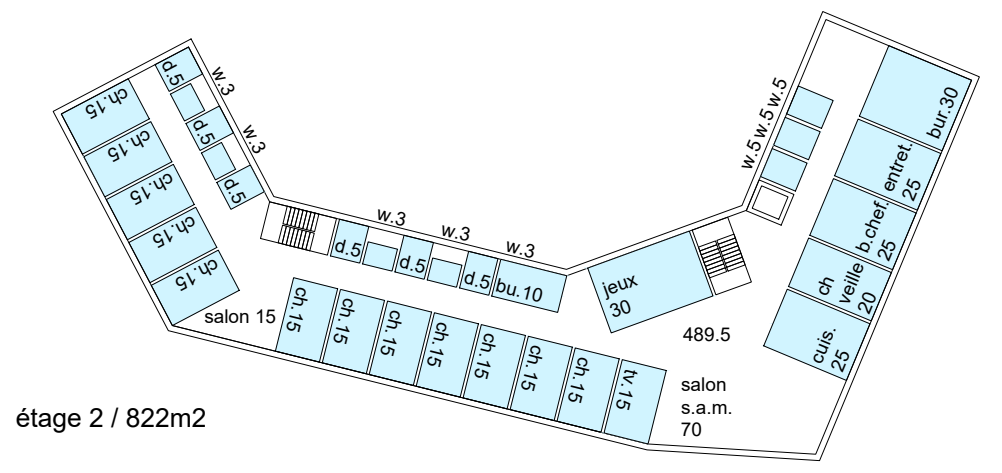 d.5
w.3
d.5
w.3
d.5
ch.15
ch.15
ch.15
ch.15
ch.15
salon 15
w.3
w.3
w.3
d.5
d.5
d.5
bu.10
ch.15
ch.15
ch.15
ch.15
ch.15
ch.15
ch.15
tv.15
jeux
30
489.5
salon
s.a.m.
70
w.5
w.5
w.5
bur.30
entret.
25
b.chef.
25
ch
veille
20
cuis.
25
étage 2 / 822m2